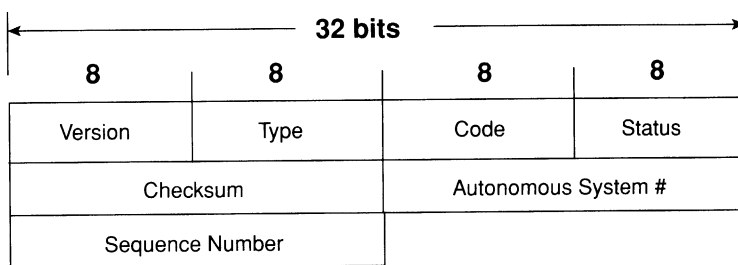 32 bits
8 8 8 8
Version Type Code Status
Checksum Autonomous System #
Sequence Number